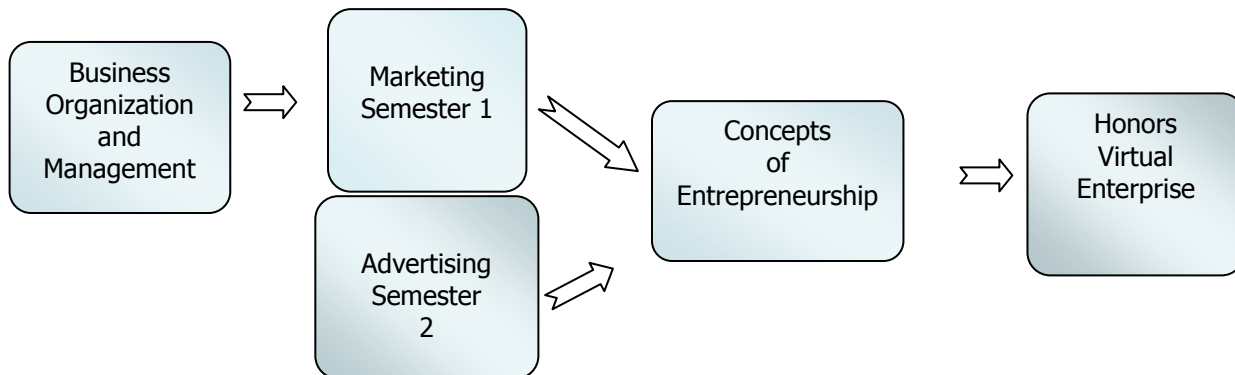 Business
Organization
and
Management
Marketing
Semester 1
Advertising
Semester
2
Concepts
of
Entrepreneurship
Honors
Virtual
Enterprise